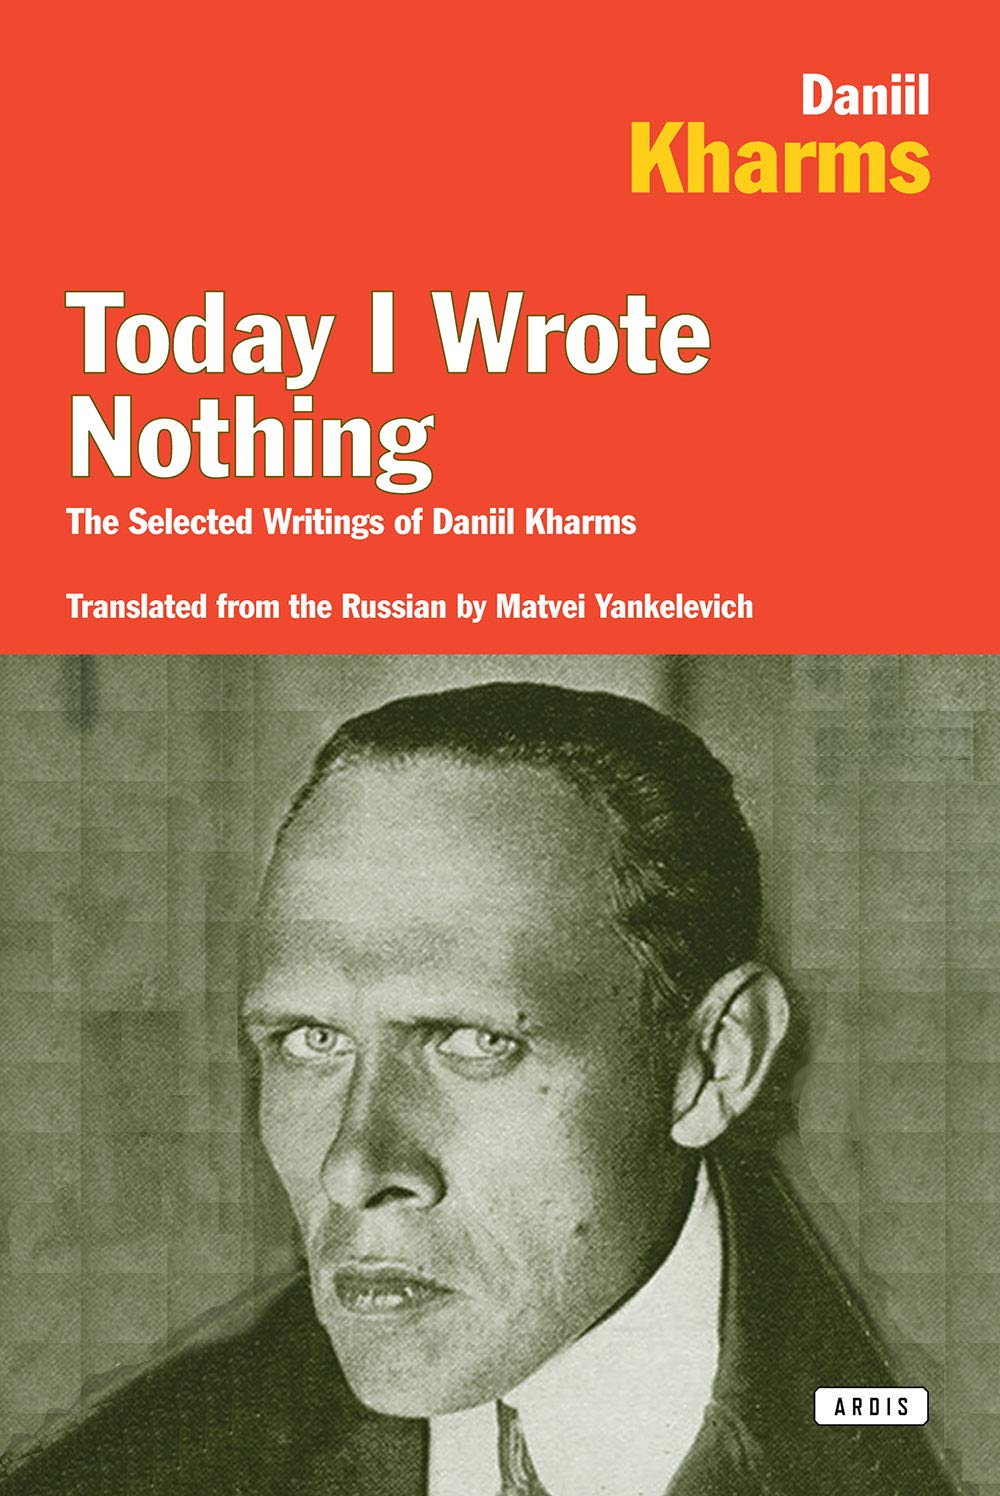 Daniil
Kharms
Today I Wrote
Nothing
The Selected Writings of Daniil Kharms
Translated from the Russian by Matvei Yankelevich
ARDIS